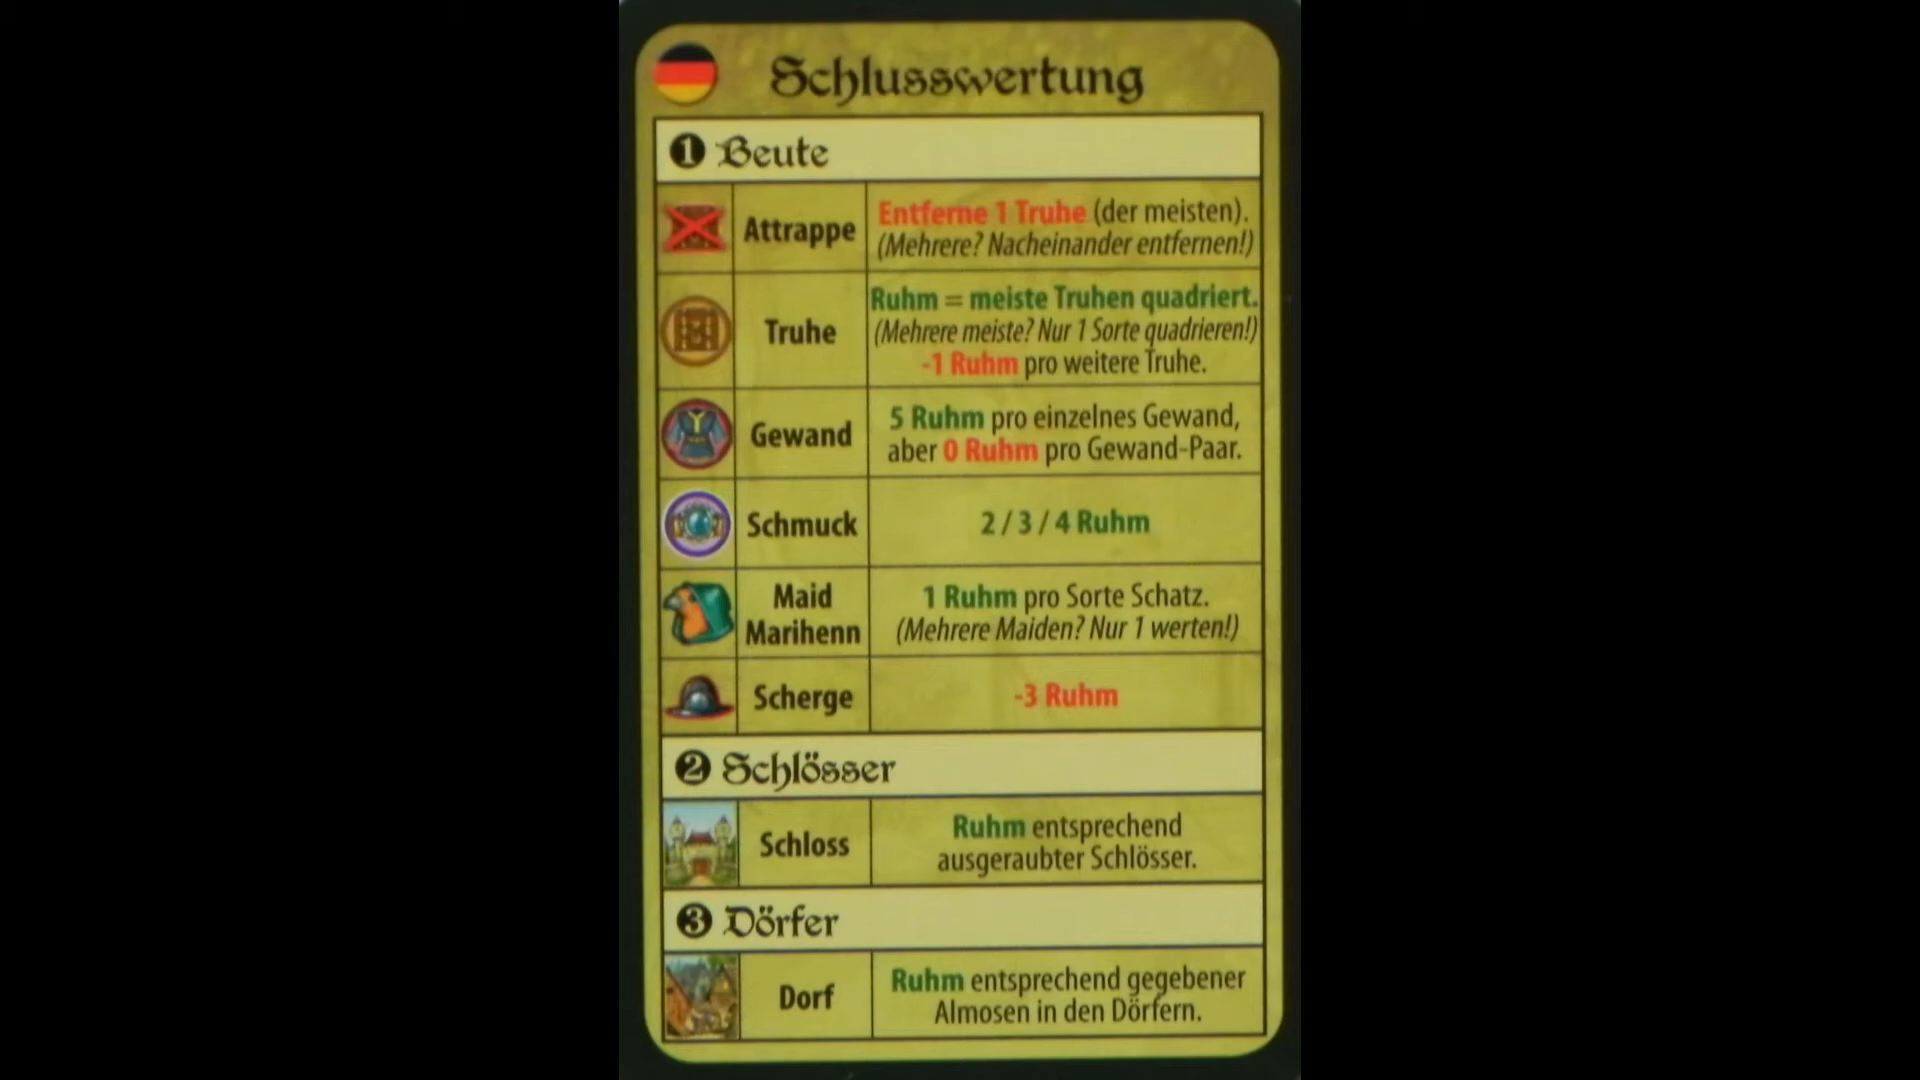 Schlusswertung
1 Beute
Attrappe
Entferne 1 Truhe (der meisten).
(Mehrere? Nacheinander entfernen!)
Truhe
Ruhm = meiste Truhen quadriert.
(Mehrere meiste? Nur 1 Sorte quadrieren!)
-1 Ruhm pro weitere Truhe.
Gewand
5 Ruhm pro einzelnes Gewand,
aber 0 Ruhm pro Gewand-Paar.
Schmuck
2 / 3 / 4 Ruhm
Maid
Marihenn
1 Ruhm pro Sorte Schatz.
(Mehrere Maiden? Nur 1 werten!)
Scherge
-3 Ruhm
2 Schlösser
Schloss
Ruhm entsprechend
ausgeraubter Schlösser.
3 Dörfer
Dorf
Ruhm entsprechend gegebener
Almosen in den Dörfern.